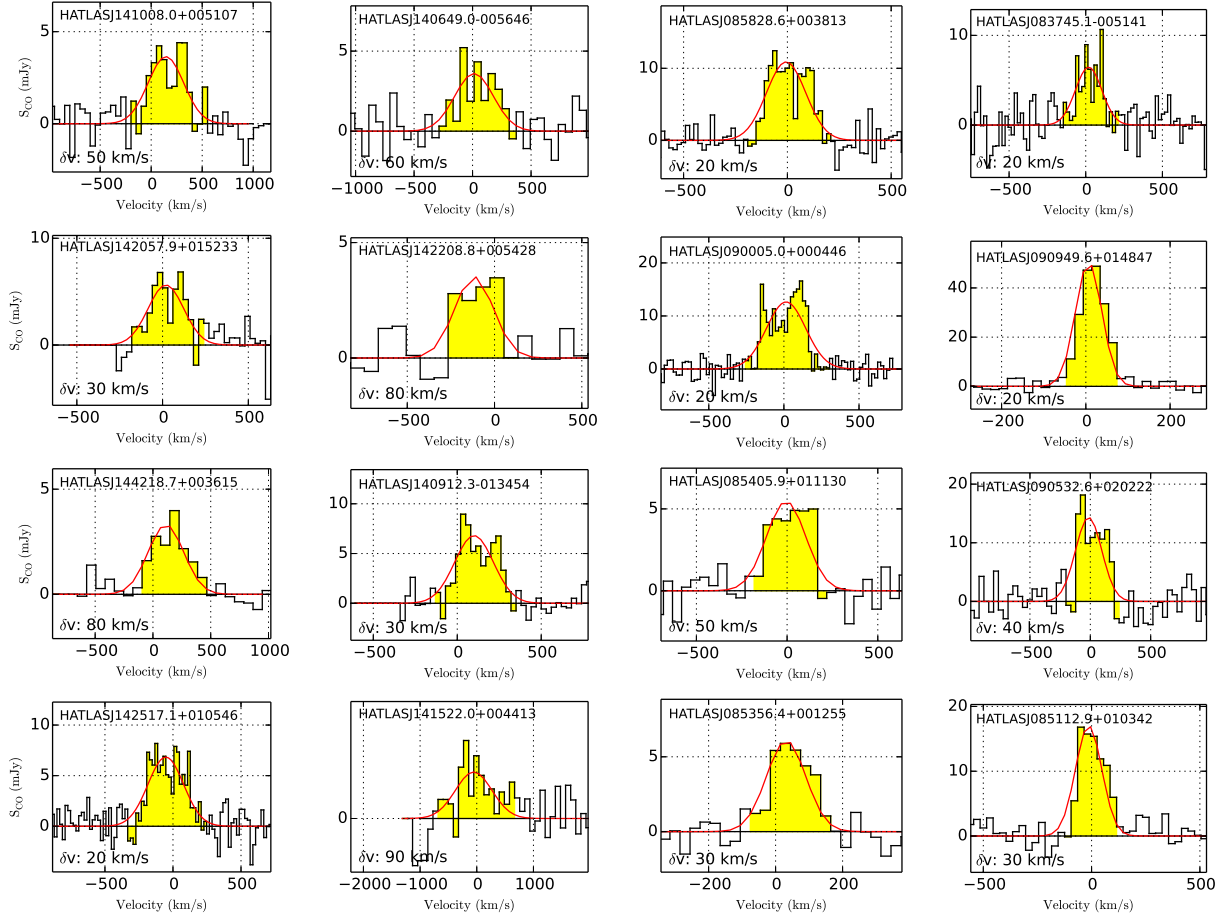 HATLASJ141008.0+005107
5
0
S_CO (mJy)
δv: 50 km/s
−500 0 500 1000
Velocity (km/s)
HATLASJ140649.0-005646
5
0
δv: 60 km/s
−1000 −500 0 500
Velocity (km/s)
HATLASJ085828.6+003813
10
0
δv: 20 km/s
−500 0 500
Velocity (km/s)
HATLASJ083745.1-005141
10
5
0
δv: 20 km/s
−500 0 500
Velocity (km/s)
HATLASJ142057.9+015233
10
5
0
S_CO (mJy)
δv: 30 km/s
−500 0 500
Velocity (km/s)
HATLASJ142208.8+005428
5
0
δv: 80 km/s
−500 0 500
Velocity (km/s)
HATLASJ090005.0+000446
20
10
0
δv: 20 km/s
−500 0 500
Velocity (km/s)
HATLASJ090949.6+014847
40
20
0
δv: 20 km/s
−200 0 200
Velocity (km/s)
HATLASJ144218.7+003615
5
0
S_CO (mJy)
δv: 80 km/s
−500 0 500 1000
Velocity (km/s)
HATLASJ140912.3-013454
10
5
0
δv: 30 km/s
−500 0 500
Velocity (km/s)
HATLASJ085405.9+011130
5
0
δv: 50 km/s
−500 0 500
Velocity (km/s)
HATLASJ090532.6+020222
20
10
0
δv: 40 km/s
−500 0 500
Velocity (km/s)
HATLASJ142517.1+010546
10
5
0
S_CO (mJy)
δv: 20 km/s
−500 0 500
Velocity (km/s)
HATLASJ141522.0+004413
0
δv: 90 km/s
−2000 −1000 0 1000
Velocity (km/s)
HATLASJ085356.4+001255
5
0
δv: 30 km/s
−200 0 200
Velocity (km/s)
HATLASJ085112.9+010342
20
10
0
δv: 30 km/s
−500 0 500
Velocity (km/s)